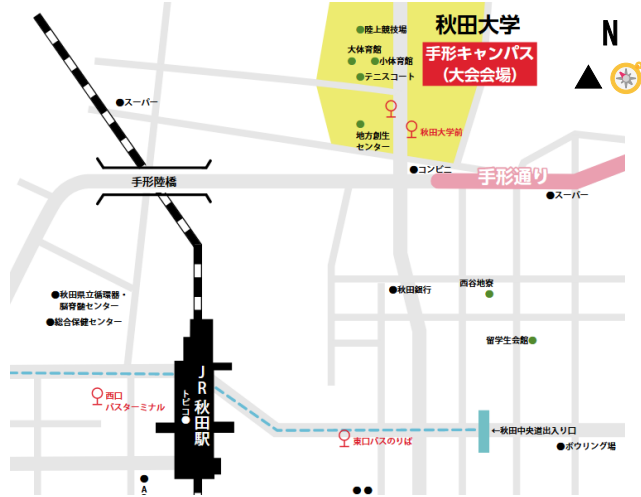 秋田大学
手形キャンパス
（大会会場）
N
●陸上競技場
大体育館
小体育館
テニスコート
●スーパー
地方創生
センター
秋田大学前
●コンビニ
手形陸橋
手形通り
●スーパー
●秋田県立循環器・
脳脊髄センター
●総合保健センター
●秋田銀行
西谷地寮
留学生会館
JR秋田駅
トピコ●
西口
バスターミナル
東口バスのりば
←秋田中央道出入り口
●ボウリング場
●A